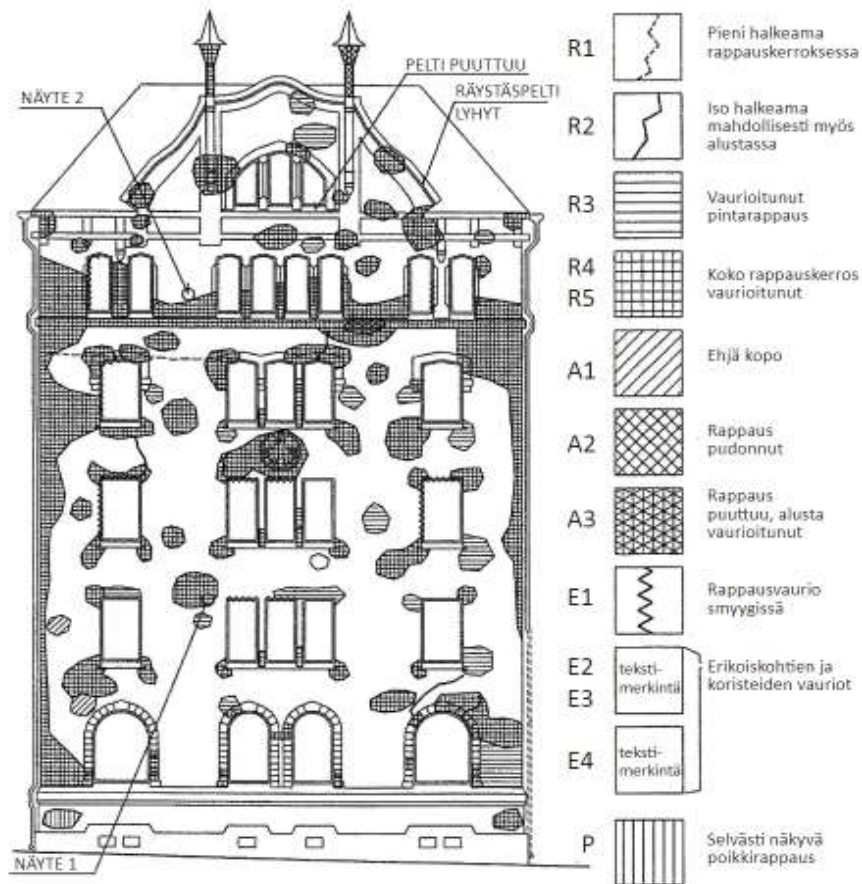 NÄYTE 2
PELTI PUUTTUU
RÄYSTÄSPELTI
LYHYT
NÄYTE 1
R1
Pieni halkeama
rappauskerroksessa
R2
Iso halkeama
mahdollisesti myös
alustassa
R3
Vaurioitunut
pintarappaus
R4
R5
Koko rappauskerros
vaurioitunut
A1
Ehjä kopo
A2
Rappaus
pudonnut
A3
Rappaus
puuttuu, alusta
vaurioitunut
E1
Rappausvaurio
smyygissä
E2
E3
teksti-
merkintä
Erikoiskohtien ja
koristeiden vauriot
E4
teksti-
merkintä
P
Selvästi näkyvä
poikkirappaus